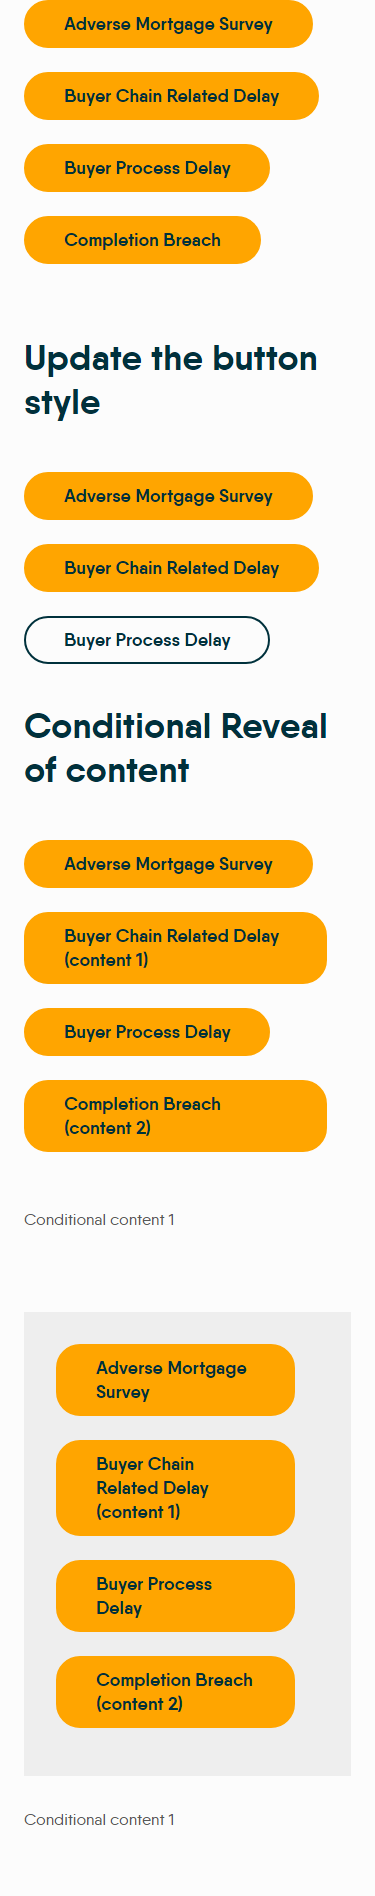 Adverse Mortgage Survey
Buyer Chain Related Delay
Buyer Process Delay
Completion Breach
Update the button
style
Adverse Mortgage Survey
Buyer Chain Related Delay
Buyer Process Delay
Conditional Reveal
of content
Adverse Mortgage Survey
Buyer Chain Related Delay
(content 1)
Buyer Process Delay
Completion Breach
(content 2)
Conditional content 1
Adverse Mortgage
Survey
Buyer Chain
Related Delay
(content 1)
Buyer Process
Delay
Completion Breach
(content 2)
Conditional content 1